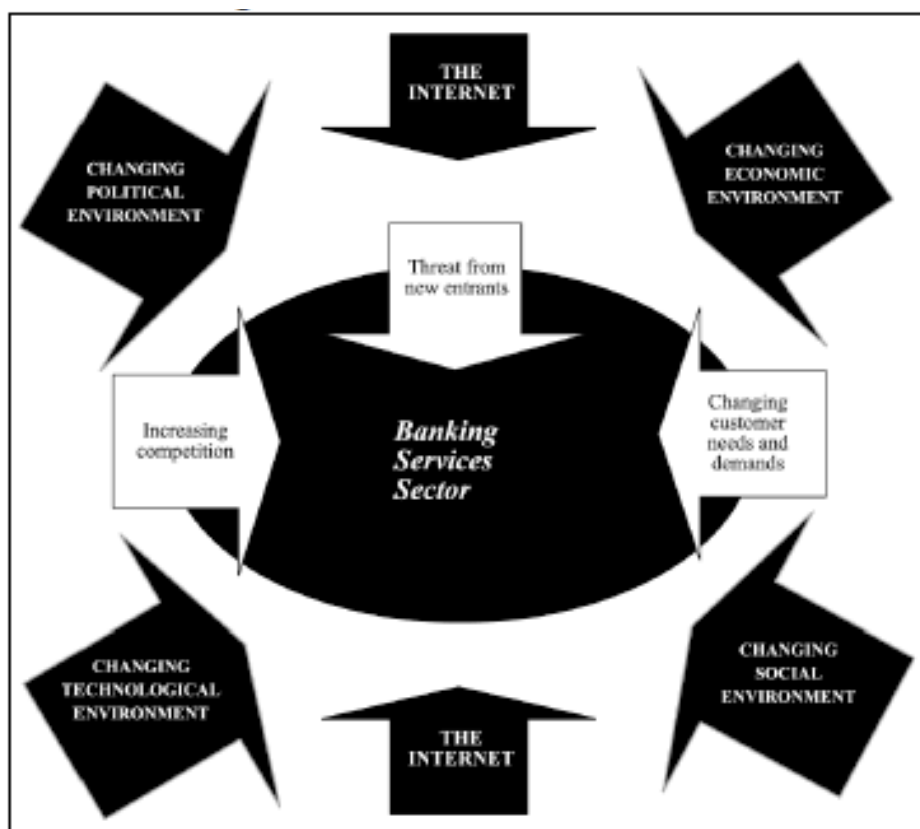 THE
INTERNET
CHANGING
POLITICAL
ENVIRONMENT
CHANGING
ECONOMIC
ENVIRONMENT
Threat from
new entrants
Increasing
competition
Banking
Services
Sector
Changing
customer
needs and
demands
CHANGING
TECHNOLOGICAL
ENVIRONMENT
CHANGING
SOCIAL
ENVIRONMENT
THE
INTERNET